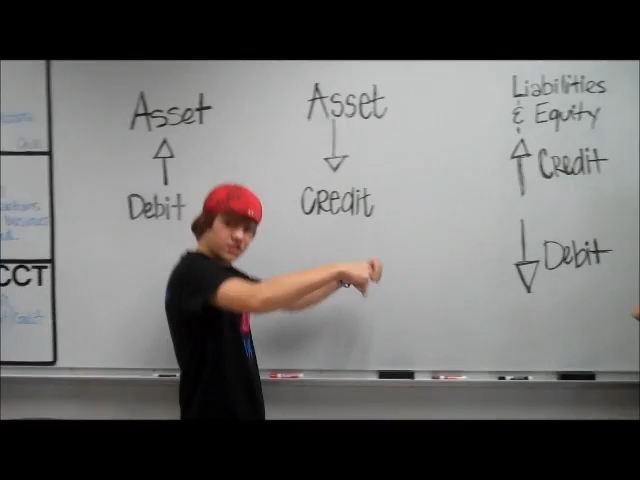 Asset
Debit
Asset
Credit
Liabilities
& Equity
Credit
Debit
CCT